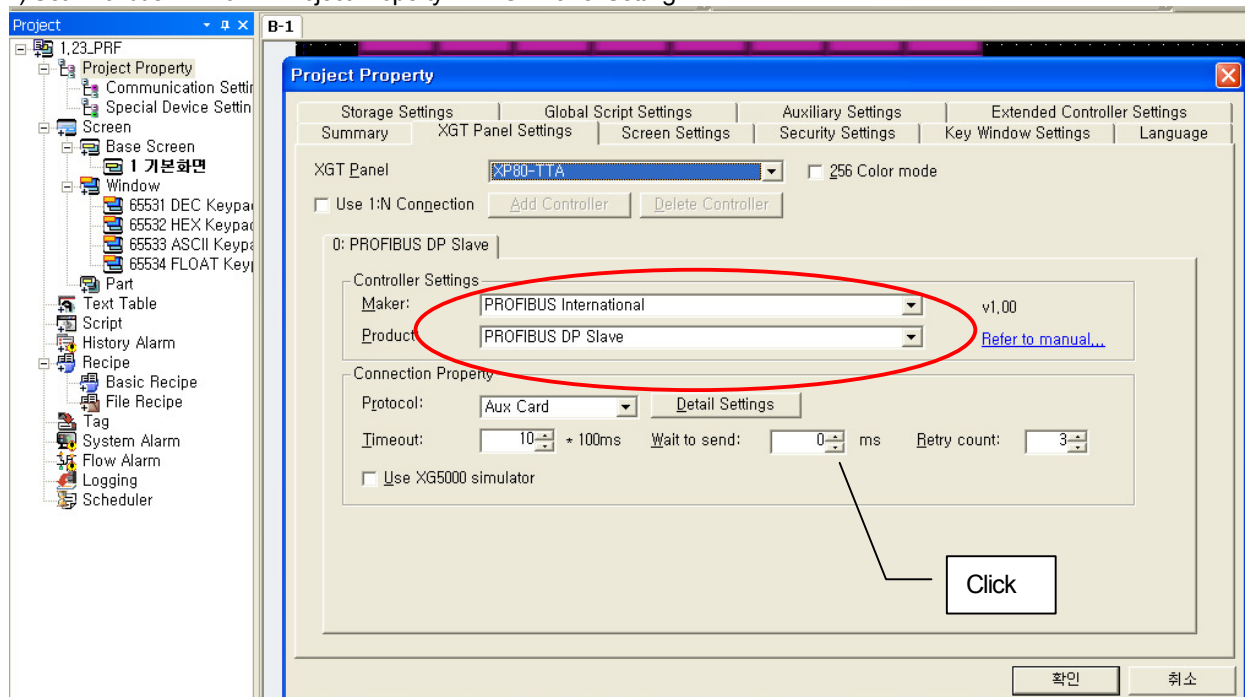 Project
B-1
1,23_PRF
Project Property
Communication Settin
Special Device Settin
Screen
Base Screen
1 기본화면
Window
65531 DEC Keypa
65532 HEX Keypa
65533 ASCII Keyp
65534 FLOAT Key
Part
Text Table
Script
History Alarm
Recipe
Basic Recipe
File Recipe
Tag
System Alarm
Flow Alarm
Logging
Scheduler
Project Property
Storage Settings Global Script Settings Auxiliary Settings Extended Controller Settings
Summary XGT Panel Settings Screen Settings Security Settings Key Window Settings Language
XGT Panel XP80-TTA 256 Color mode
Use 1:N Connection Add Controller Delete Controller
0: PROFIBUS DP Slave
Controller Settings
Maker: PROFIBUS International v1,00
Product: PROFIBUS DP Slave Refer to manual,,,
Connection Property
Protocol: Aux Card Detail Settings
Timeout: 10 * 100ms Wait to send: 0 ms Retry count: 3
Use XG5000 simulator
Click
확인 취소